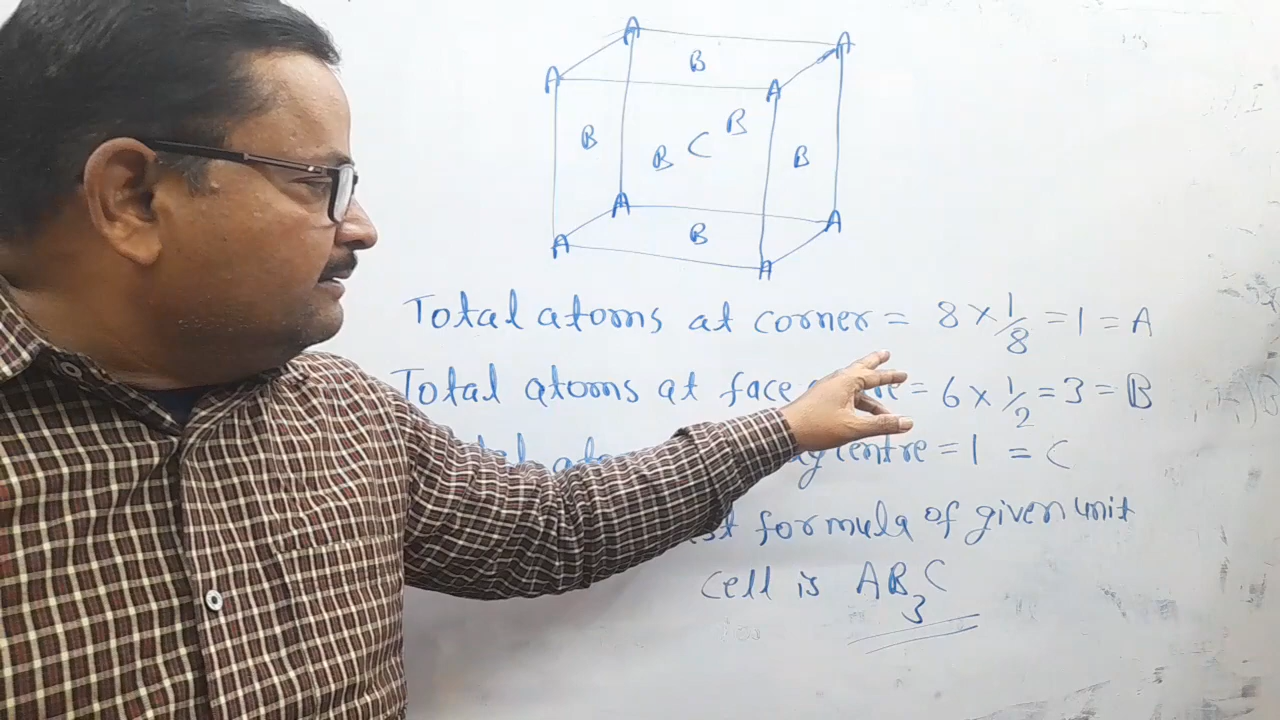 A A
A B A
B B
B C B
A A
A B
A
Total atoms at corner = 8 × 1/8 = 1 = A
Total atoms at face = 6 × 1/2 = 3 = B
centre = 1 = C
formula of given unit
cell is AB₃C